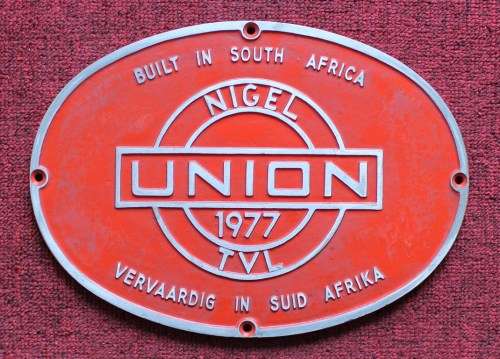 BUILT IN SOUTH AFRICA
NIGEL
UNION
1977
TVL
VERVAARDIG IN SUID AFRIKA